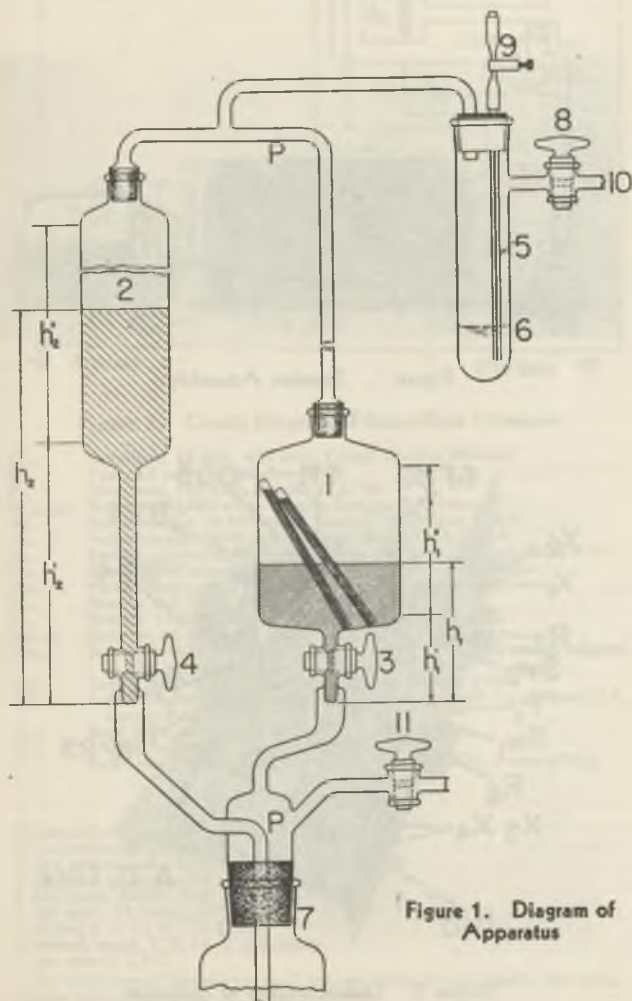 9
8
P
10
2
5
6
h''₂
1
h₂
h''₁
h'₂
h₁
h'₁
4
3
11
P
7
Figure 1. Diagram of
Apparatus